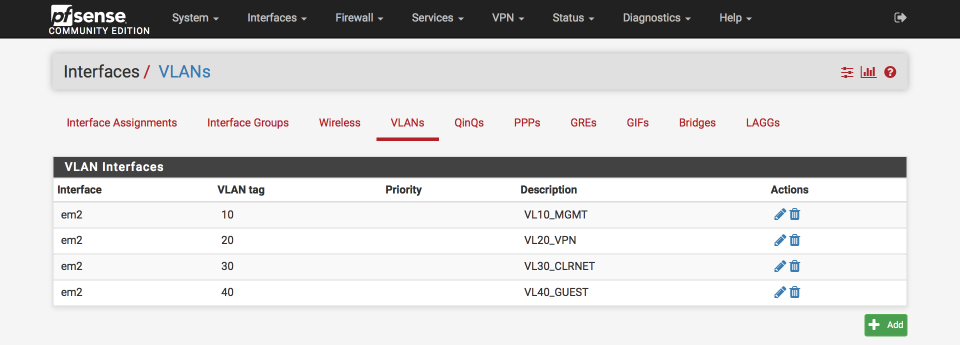 pfsense
COMMUNITY EDITION
System Interfaces Firewall Services VPN Status Diagnostics Help
Interfaces / VLANs
Interface Assignments Interface Groups Wireless VLANs QinQs PPPs GREs GIFs Bridges LAGGs
VLAN Interfaces
Interface VLAN tag Priority Description Actions
em2 10 VL10_MGMT
em2 20 VL20_VPN
em2 30 VL30_CLRNET
em2 40 VL40_GUEST
+ Add